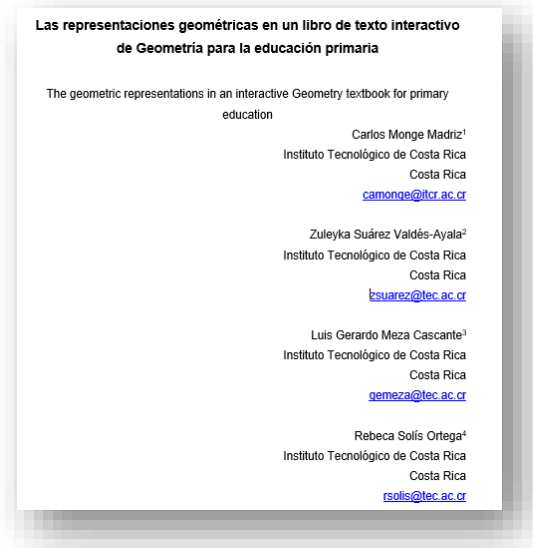 Las representaciones geométricas en un libro de texto interactivo
de Geometría para la educación primaria
The geometric representations in an interactive Geometry textbook for primary
education
Carlos Monge Madriz¹
Instituto Tecnológico de Costa Rica
Costa Rica
camonge@itcr.ac.cr
Zuleyka Suárez Valdés-Ayala²
Instituto Tecnológico de Costa Rica
Costa Rica
zsuarez@tec.ac.cr
Luis Gerardo Meza Cascante³
Instituto Tecnológico de Costa Rica
Costa Rica
gemeza@tec.ac.cr
Rebeca Solís Ortega⁴
Instituto Tecnológico de Costa Rica
Costa Rica
rsolis@tec.ac.cr